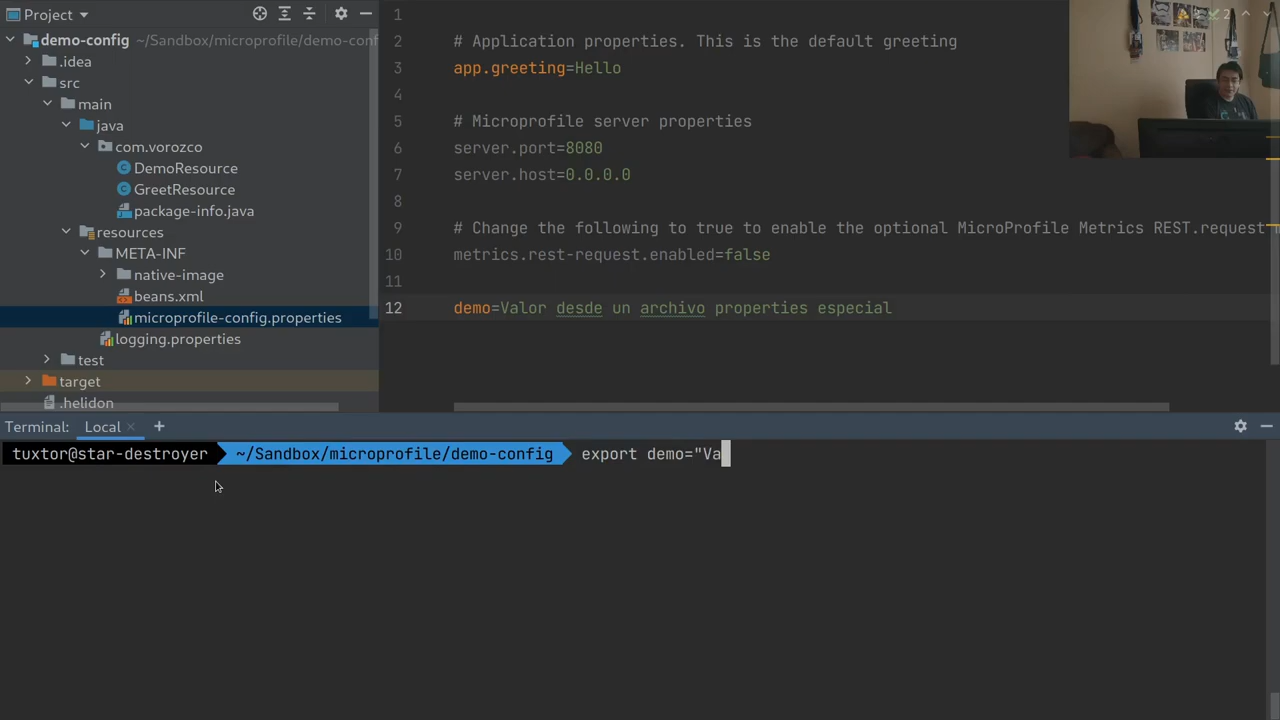 Project
demo-config ~/Sandbox/microprofile/demo-conf
.idea
src
main
java
com.vorozco
DemoResource
GreetResource
package-info.java
resources
META-INF
native-image
beans.xml
microprofile-config.properties
logging.properties
test
target
.helidon
1
2 # Application properties. This is the default greeting
3 app.greeting=Hello
4
5 # Microprofile server properties
6 server.port=8080
7 server.host=0.0.0.0
8
9 # Change the following to true to enable the optional MicroProfile Metrics REST.request
10 metrics.rest-request.enabled=false
11
12 demo=Valor desde un archivo properties especial
2
Terminal: Local
tuxtor@star-destroyer ~/Sandbox/microprofile/demo-config export demo="Va